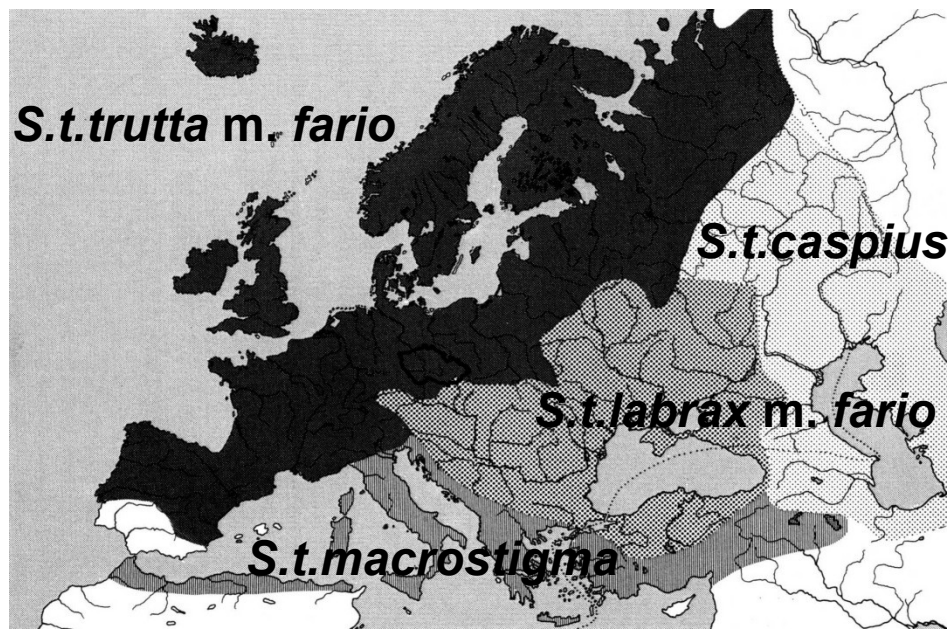 S.t.trutta m. fario
S.t.caspius
S.t.labrax m. fario
S.t.macrostigma